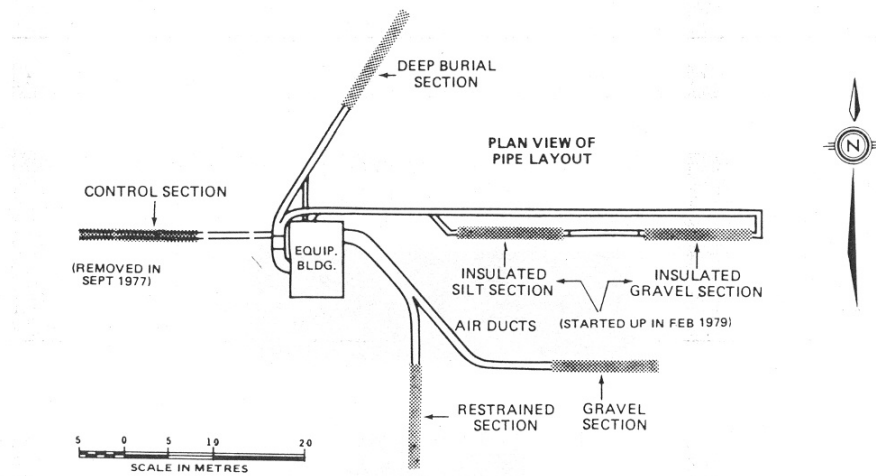 DEEP BURIAL
SECTION
PLAN VIEW OF
PIPE LAYOUT
CONTROL SECTION
(REMOVED IN
SEPT 1977)
EQUIP.
BLDG.
INSULATED
SILT SECTION
INSULATED
GRAVEL SECTION
AIR DUCTS
(STARTED UP IN FEB 1979)
RESTRAINED
SECTION
GRAVEL
SECTION
N
5 0 5 10 20
SCALE IN METRES